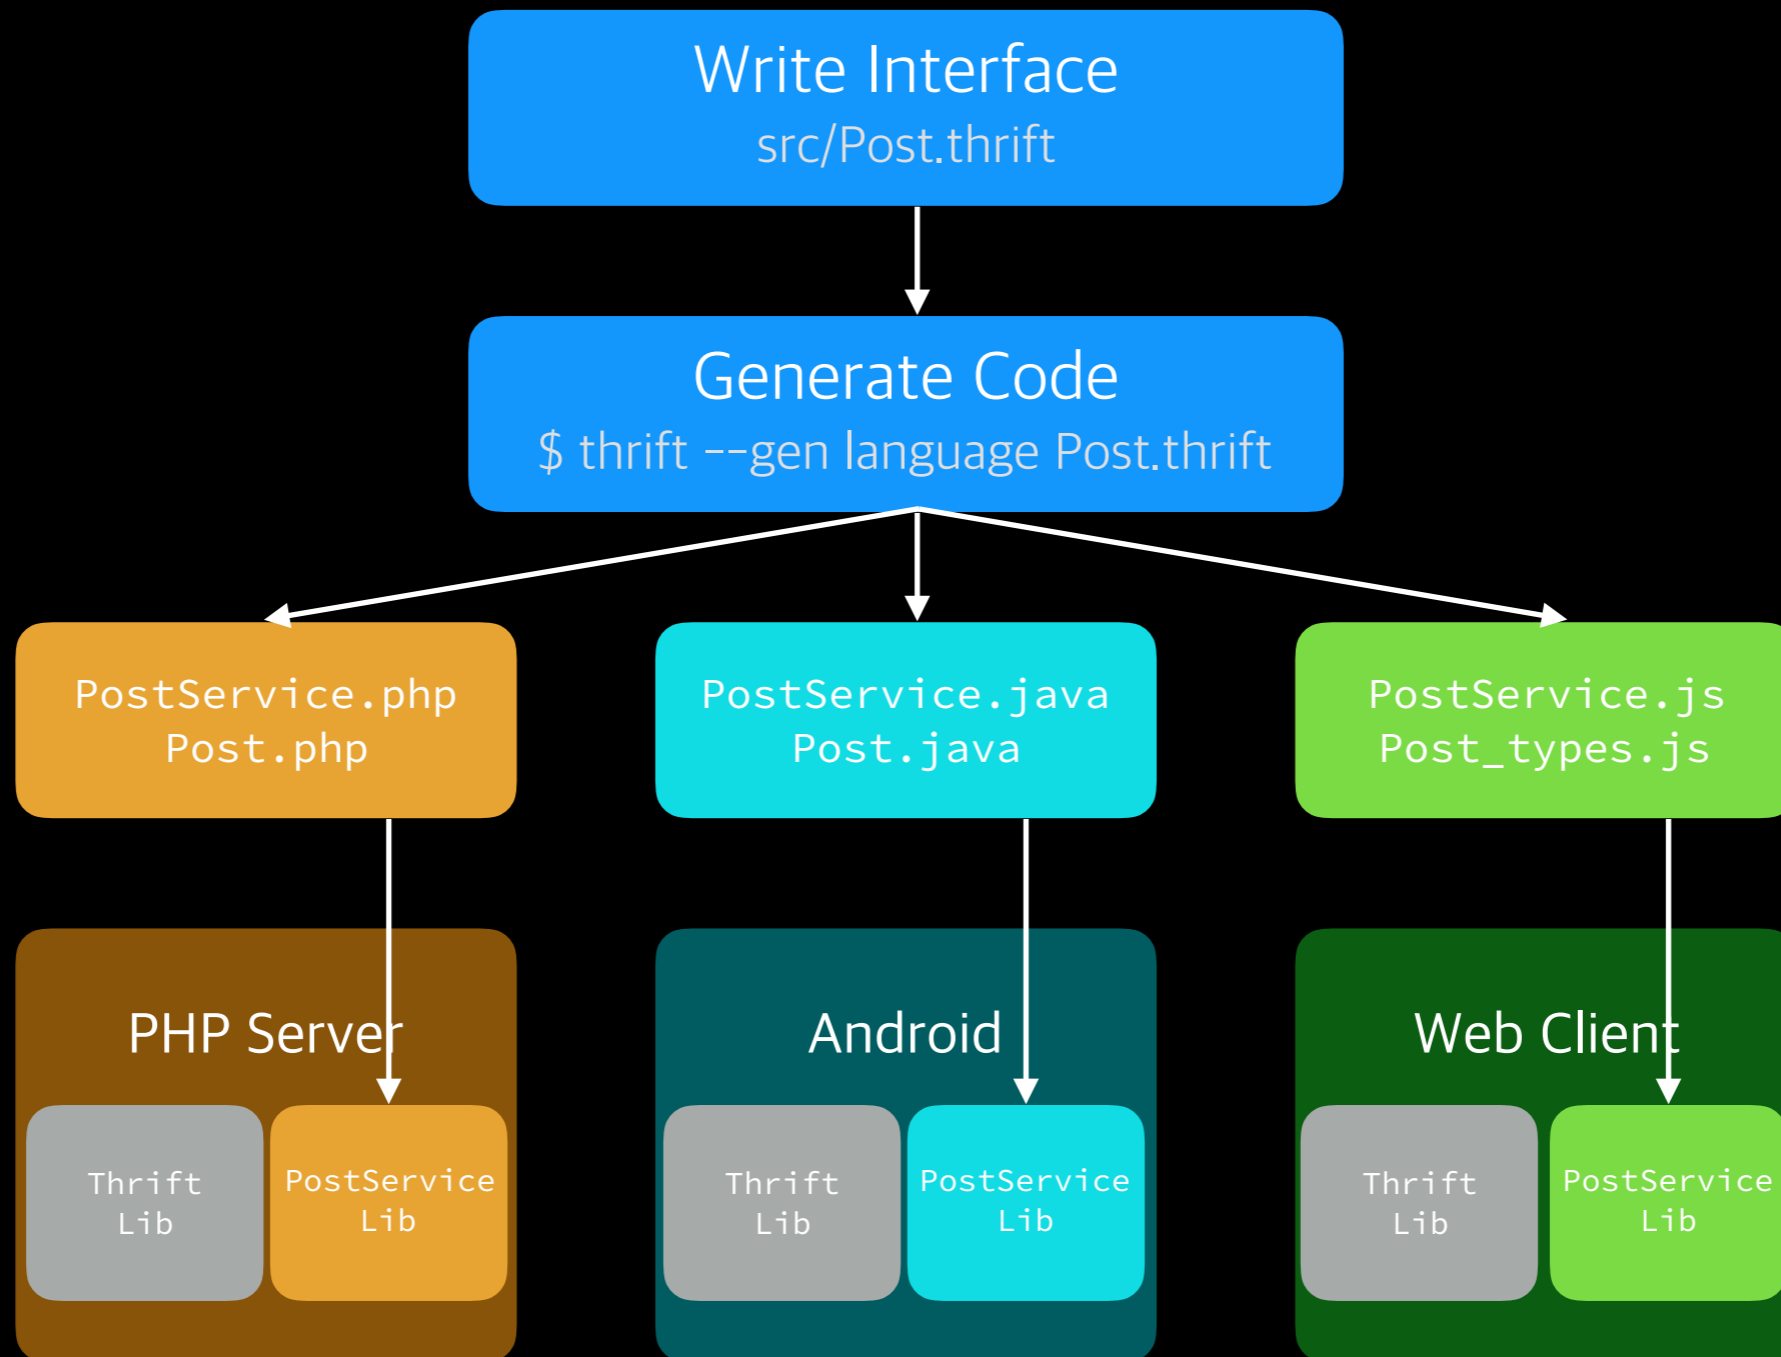 Write Interface
src/Post.thrift
Generate Code
$ thrift --gen language Post.thrift
PostService.php
Post.php
PostService.java
Post.java
PostService.js
Post_types.js
PHP Server
Thrift
Lib
PostService
Lib
Android
Thrift
Lib
PostService
Lib
Web Client
Thrift
Lib
PostService
Lib